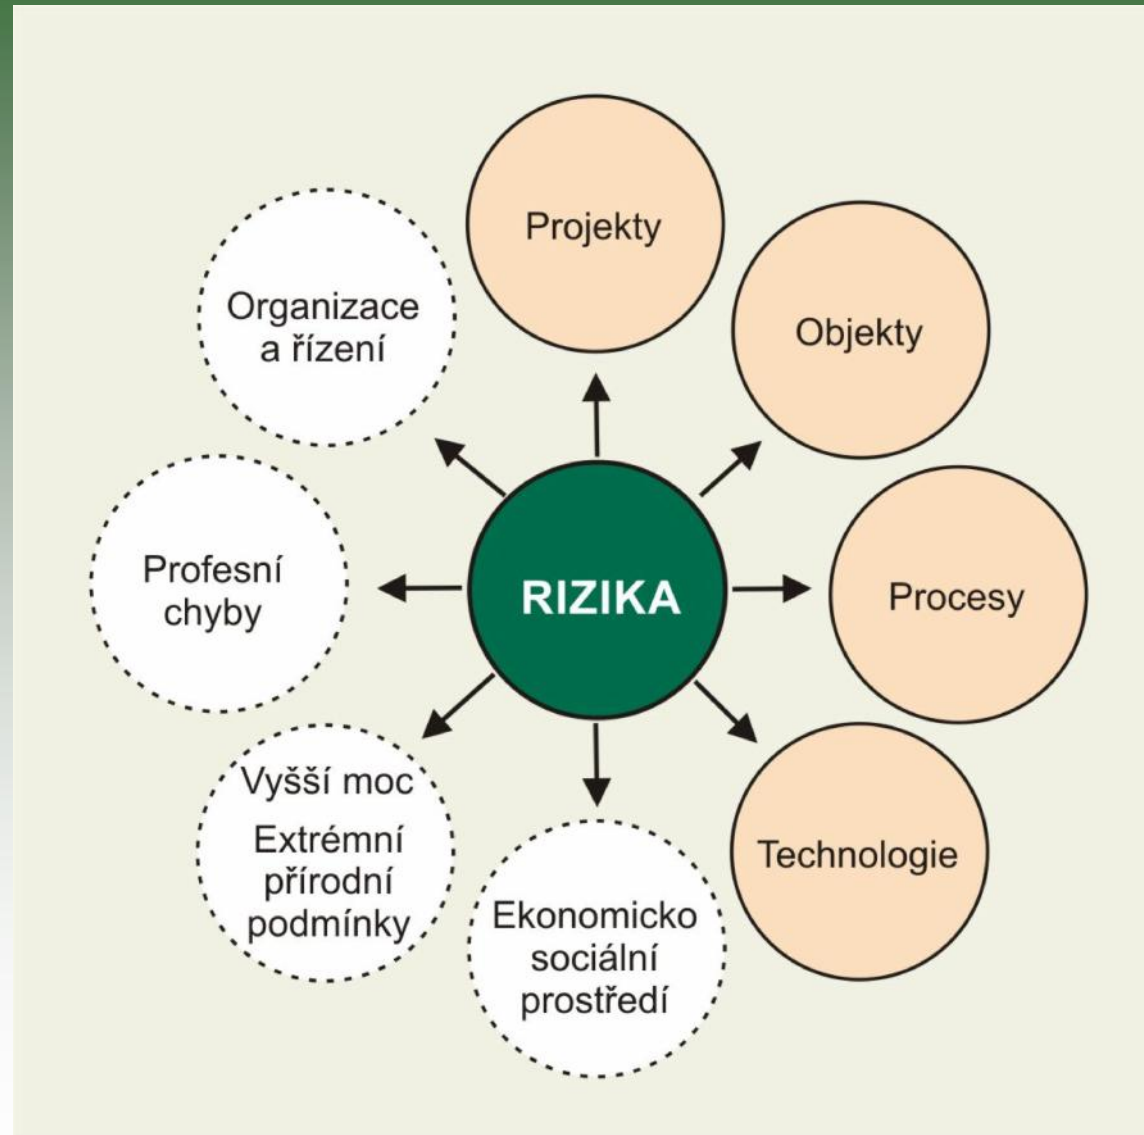 Projekty
Objekty
Procesy
Technologie
Ekonomicko
sociální
prostředí
Vyšší moc
Extrémní
přírodní
podmínky
Profesní
chyby
Organizace
a řízení
RIZIKA